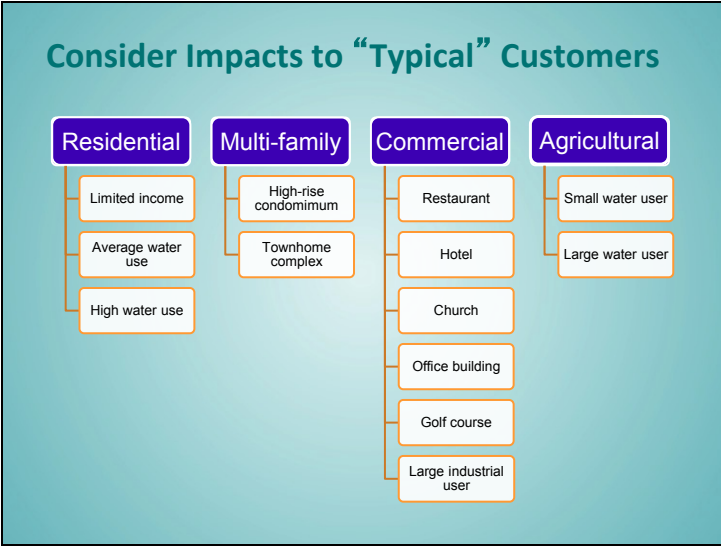 Consider Impacts to “Typical” Customers
Residential
Limited income
Average water
use
High water use
Multi-family
High-rise
condomimum
Townhome
complex
Commercial
Restaurant
Hotel
Church
Office building
Golf course
Large industrial
user
Agricultural
Small water user
Large water user